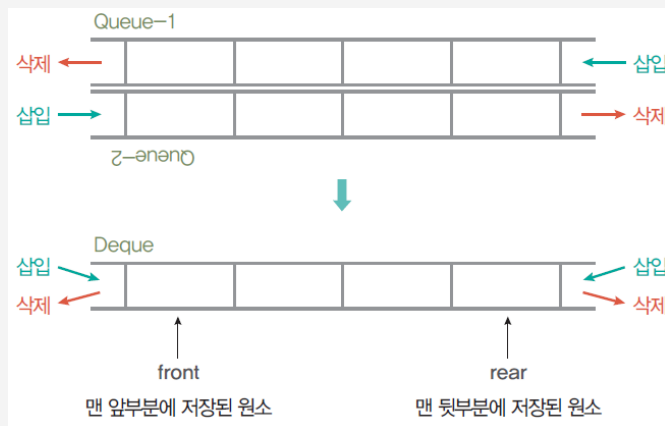 Queue-1
삭제 삽입
삽입 삭제
Queue-2
Deque
삽입 삽입
삭제 삭제
front rear
맨 앞부분에 저장된 원소 맨 뒷부분에 저장된 원소